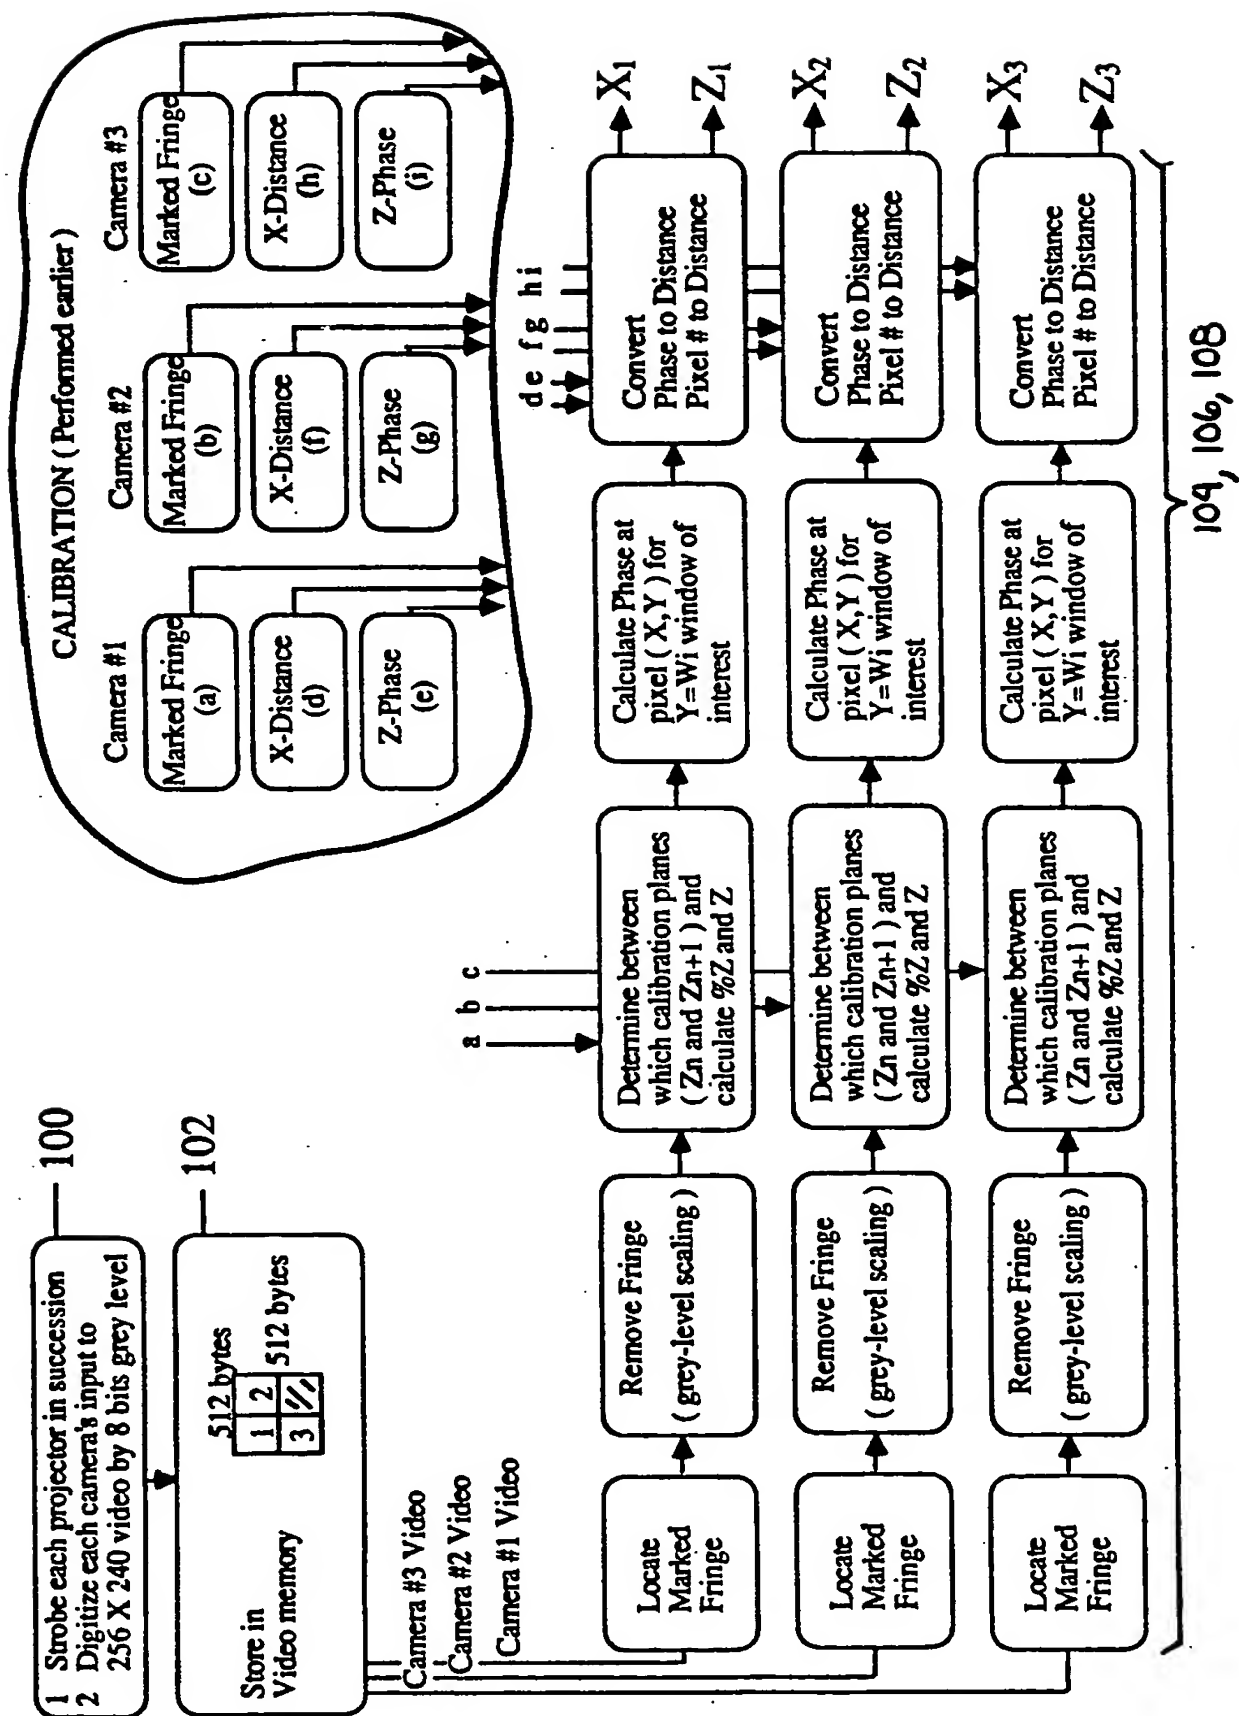 1 Strobe each projector in succession
2 Digitize each camera's input to
256 X 240 video by 8 bits grey level
100
Store in
Video memory
512 bytes
1 2
3
512 bytes
102
Camera #3 Video
Camera #2 Video
Camera #1 Video
CALIBRATION ( Performed earlier )
Camera #1
Marked Fringe
(a)
X-Distance
(d)
Z-Phase
(e)
Camera #2
Marked Fringe
(b)
X-Distance
(f)
Z-Phase
(g)
Camera #3
Marked Fringe
(c)
X-Distance
(h)
Z-Phase
(i)
a b c
d e f g h i
Locate
Marked
Fringe
Remove Fringe
( grey-level scaling )
Determine between
which calibration planes
( Zn and Zn+1 ) and
calculate %Z and Z
Calculate Phase at
pixel ( X,Y ) for
Y=Wi window of
interest
Convert
Phase to Distance
Pixel # to Distance
X1
Z1
Locate
Marked
Fringe
Remove Fringe
( grey-level scaling )
Determine between
which calibration planes
( Zn and Zn+1 ) and
calculate %Z and Z
Calculate Phase at
pixel ( X,Y ) for
Y=Wi window of
interest
Convert
Phase to Distance
Pixel # to Distance
X2
Z2
Locate
Marked
Fringe
Remove Fringe
( grey-level scaling )
Determine between
which calibration planes
( Zn and Zn+1 ) and
calculate %Z and Z
Calculate Phase at
pixel ( X,Y ) for
Y=Wi window of
interest
Convert
Phase to Distance
Pixel # to Distance
X3
Z3
104, 106, 108